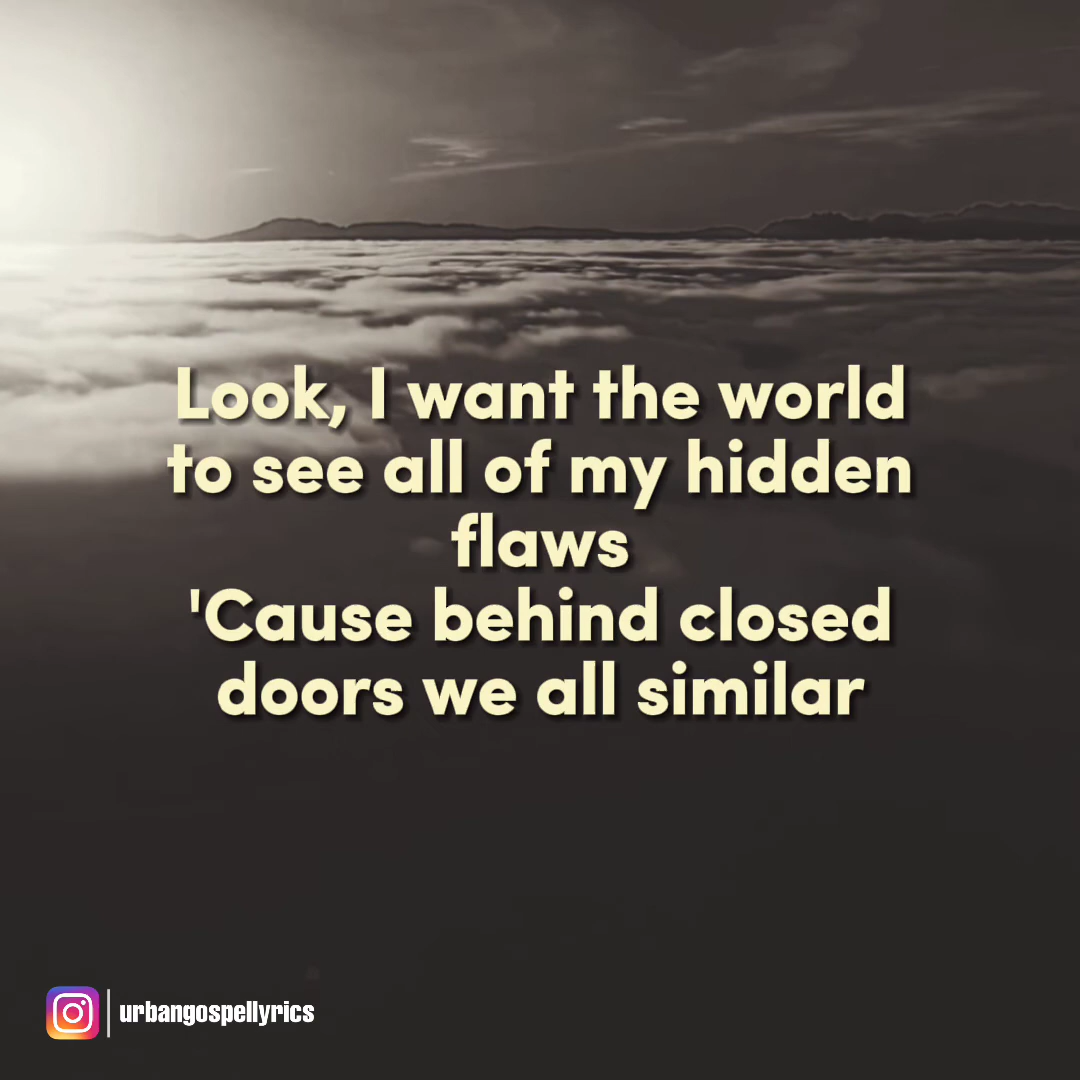 Look, I want the world
to see all of my hidden
flaws
'Cause behind closed
doors we all similar
urbangospellyrics